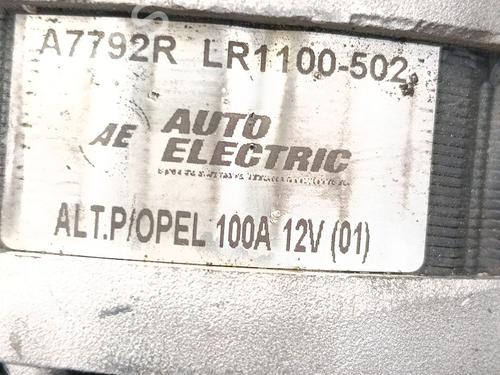 A7792R LR1100-502
AE AUTO
ELECTRIC
ALT.P/OPEL 100A 12V (01)